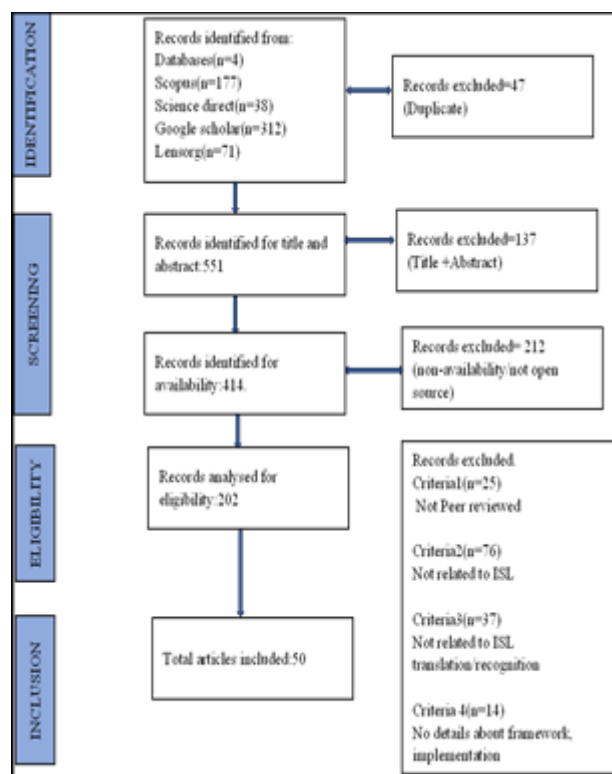 IDENTIFICATION
Records identified from:
Databases(n=4)
Scopus(n=177)
Science direct(n=38)
Google scholar(n=312)
Lensorg(n=71)
Records excluded=47
(Duplicate)
SCREENING
Records identified for title and
abstract:551
Records excluded=137
(Title +Abstract)
Records identified for
availability:414.
Records excluded= 212
(non-availability/not open
source)
ELIGIBILITY
Records analysed for
eligibility:202
Records excluded.
Criteria1(n=25)
Not Peer reviewed
Criteria2(n=76)
Not related to ISL
Criteria3(n=37)
Not related to ISL
translation/recognition
Criteria 4(n=14)
No details about framework,
implementation
INCLUSION
Total articles included:50